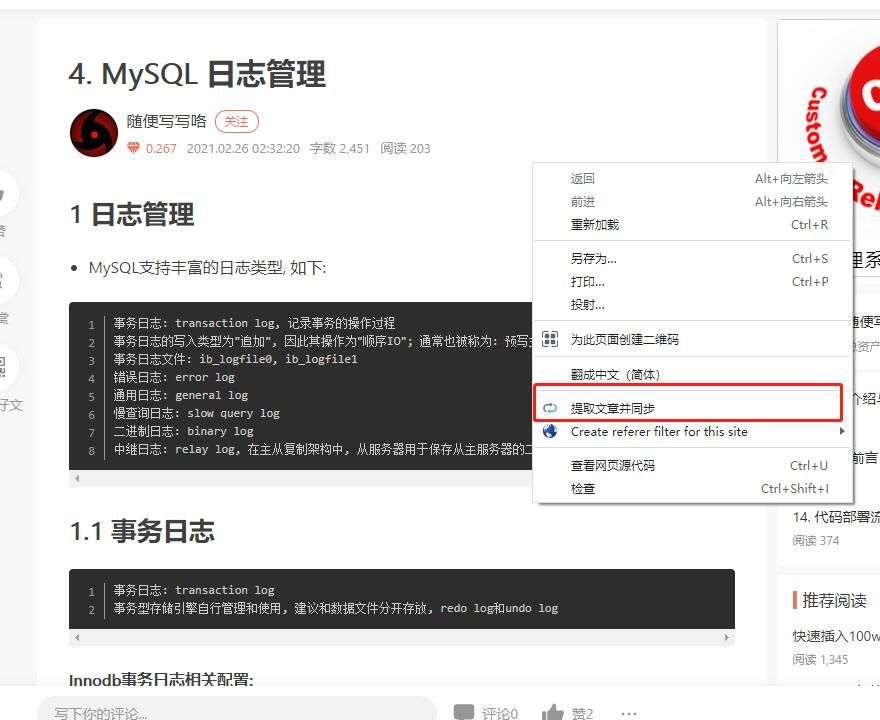 4. MySQL 日志管理
随便写写咯 关注
0.267 2021.02.26 02:32:20 字数 2,451 阅读 203
1 日志管理
MySQL支持丰富的日志类型, 如下:
1 事务日志: transaction log, 记录事务的操作过程
2 事务日志的写入类型为"追加", 因此其操作为"顺序IO"; 通常也被称为: 预写
3 事务日志文件: ib_logfile0, ib_logfile1
4 错误日志: error log
5 通用日志: general log
6 慢查询日志: slow query log
7 二进制日志: binary log
8 中继日志: relay log, 在主从复制架构中, 从服务器用于保存从主服务器的二
1.1 事务日志
1 事务日志: transaction log
2 事务型存储引擎自行管理和使用, 建议和数据文件分开存放, redo log和undo log
Innodb事务日志相关配置:
写下你的评论...
评论0
赞2
返回 Alt+向左箭头
前进 Alt+向右箭头
重新加载 Ctrl+R
另存为... Ctrl+S
打印... Ctrl+P
投射...
为此页面创建二维码
翻成中文（简体）
提取文章并同步
Create referer filter for this site
查看网页源代码 Ctrl+U
检查 Ctrl+Shift+I
Custom
Rel
理系
随便写
介绍与
前言
14. 代码部署流
阅读 374
推荐阅读
快速插入100w
阅读 1,345